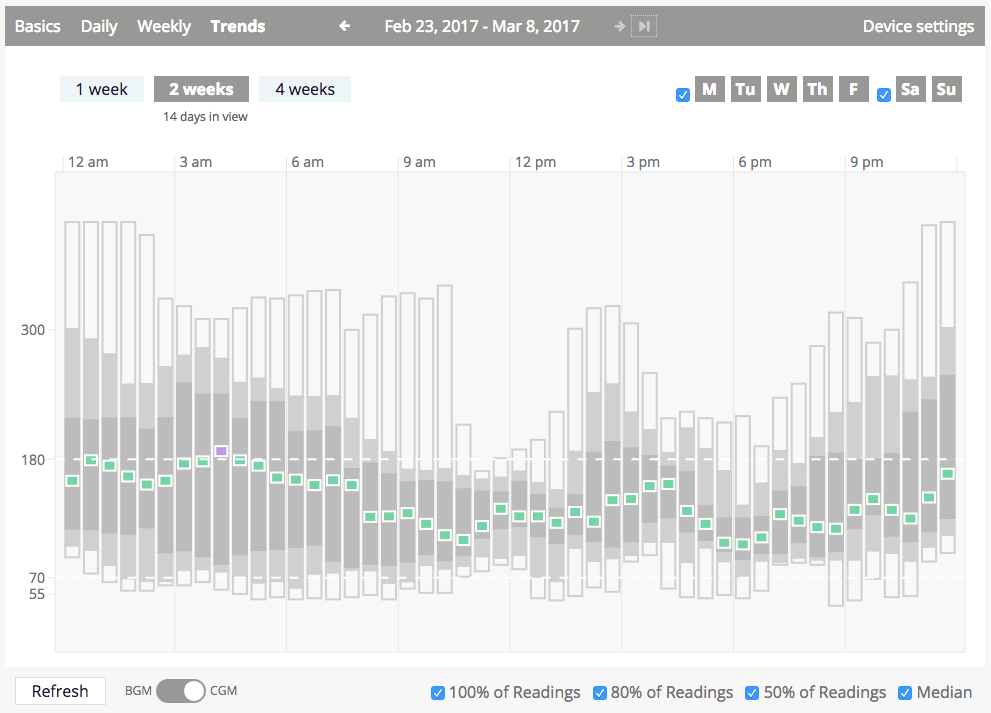 Basics Daily Weekly Trends Feb 23, 2017 - Mar 8, 2017 Device settings
1 week 2 weeks 4 weeks M Tu W Th F Sa Su
14 days in view
12 am 3 am 6 am 9 am 12 pm 3 pm 6 pm 9 pm
300
180
70
55
Refresh BGM CGM 100% of Readings 80% of Readings 50% of Readings Median